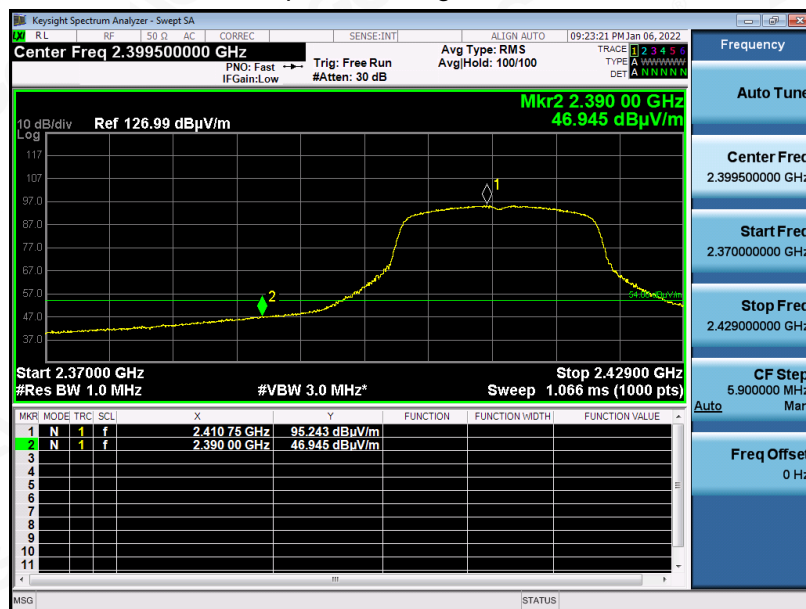 Keysight Spectrum Analyzer - Swept SA
LXI RL RF 50 Ω AC CORREC SENSE:INT ALIGN AUTO 09:23:21 PM Jan 06, 2022
Center Freq 2.399500000 GHz
PNO: Fast
IFGain:Low
Trig: Free Run
#Atten: 30 dB
Avg Type: RMS
Avg|Hold: 100/100
TRACE 1 2 3 4 5 6
TYPE A WWWWW
DET A N N N N N
Mkr2 2.390 00 GHz
46.945 dBµV/m
10 dB/div Ref 126.99 dBµV/m
Log
117
107
97.0
87.0
77.0
67.0
57.0
47.0
37.0
1
2
54.00 dBµV/m
Start 2.37000 GHz Stop 2.42900 GHz
#Res BW 1.0 MHz #VBW 3.0 MHz* Sweep 1.066 ms (1000 pts)
MKR MODE TRC SCL X Y FUNCTION FUNCTION WIDTH FUNCTION VALUE
1 N 1 f 2.410 75 GHz 95.243 dBµV/m
2 N 1 f 2.390 00 GHz 46.945 dBµV/m
3
4
5
6
7
8
9
10
11
MSG STATUS
Frequency
Auto Tune
Center Freq
2.399500000 GHz
Start Freq
2.370000000 GHz
Stop Freq
2.429000000 GHz
CF Step
5.900000 MHz
Auto Man
Freq Offset
0 Hz